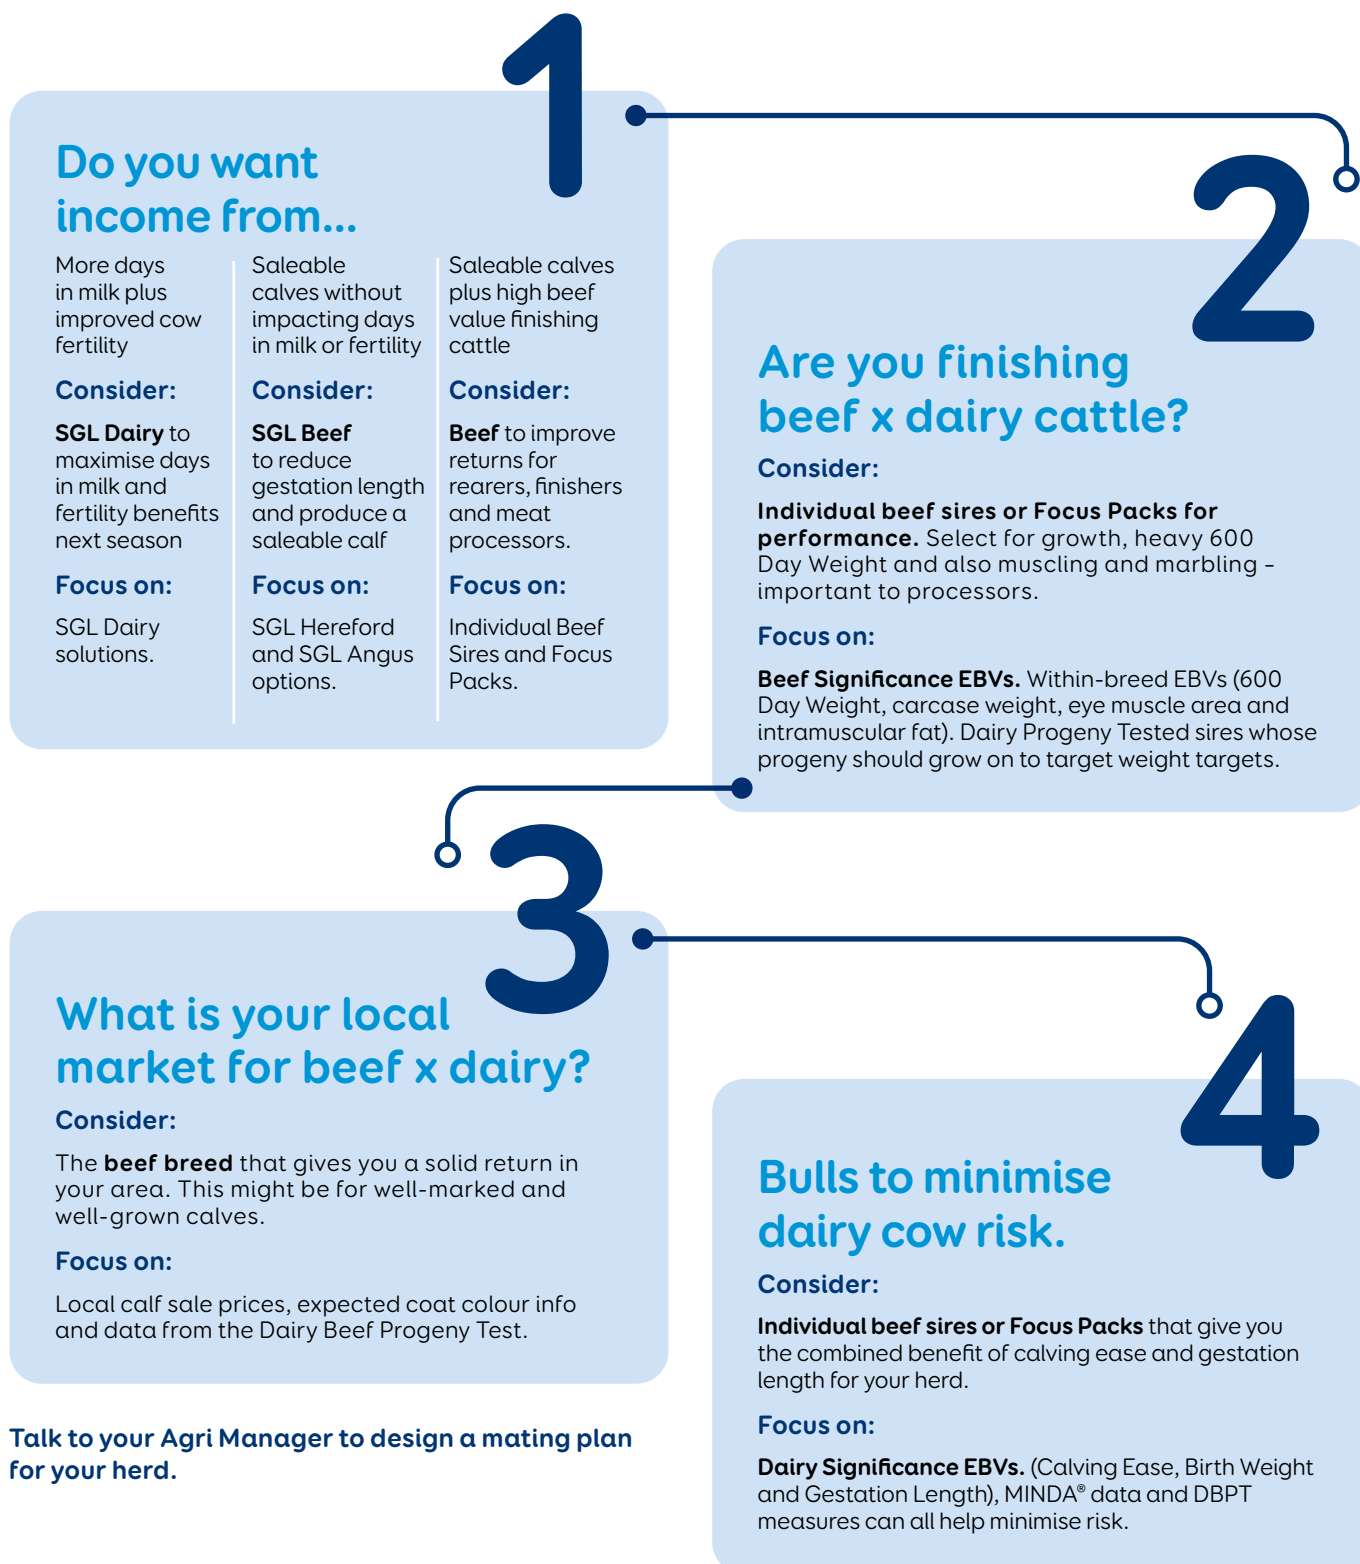 1
Do you want
income from...
More days
in milk plus
improved cow
fertility
Consider:
SGL Dairy to
maximise days
in milk and
fertility benefits
next season
Focus on:
SGL Dairy
solutions.
Saleable
calves without
impacting days
in milk or fertility
Consider:
SGL Beef
to reduce
gestation length
and produce a
saleable calf
Focus on:
SGL Hereford
and SGL Angus
options.
Saleable calves
plus high beef
value finishing
cattle
Consider:
Beef to improve
returns for
rearers, finishers
and meat
processors.
Focus on:
Individual Beef
Sires and Focus
Packs.
2
Are you finishing
beef x dairy cattle?
Consider:
Individual beef sires or Focus Packs for
performance. Select for growth, heavy 600
Day Weight and also muscling and marbling –
important to processors.
Focus on:
Beef Significance EBVs. Within-breed EBVs (600
Day Weight, carcase weight, eye muscle area and
intramuscular fat). Dairy Progeny Tested sires whose
progeny should grow on to target weight targets.
3
What is your local
market for beef x dairy?
Consider:
The beef breed that gives you a solid return in
your area. This might be for well-marked and
well-grown calves.
Focus on:
Local calf sale prices, expected coat colour info
and data from the Dairy Beef Progeny Test.
4
Bulls to minimise
dairy cow risk.
Consider:
Individual beef sires or Focus Packs that give you
the combined benefit of calving ease and gestation
length for your herd.
Focus on:
Dairy Significance EBVs. (Calving Ease, Birth Weight
and Gestation Length), MINDA® data and DBPT
measures can all help minimise risk.
Talk to your Agri Manager to design a mating plan
for your herd.